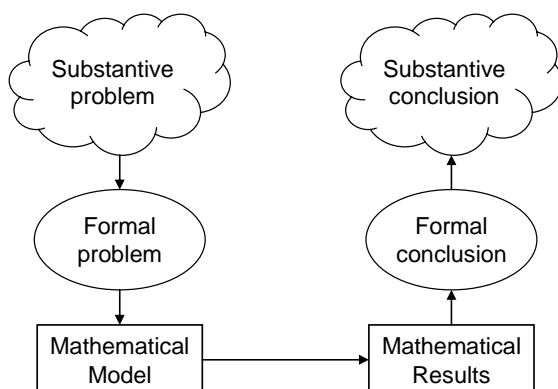 Substantive
problem
Substantive
conclusion
Formal
problem
Formal
conclusion
Mathematical
Model
Mathematical
Results